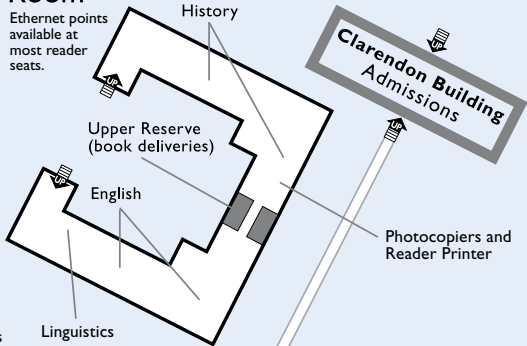 Room
Ethernet points
available at
most reader
seats.
History
UP
Clarendon Building
Admissions
UP
UP
Upper Reserve
(book deliveries)
UP
English
Photocopiers and
Reader Printer
Linguistics
s